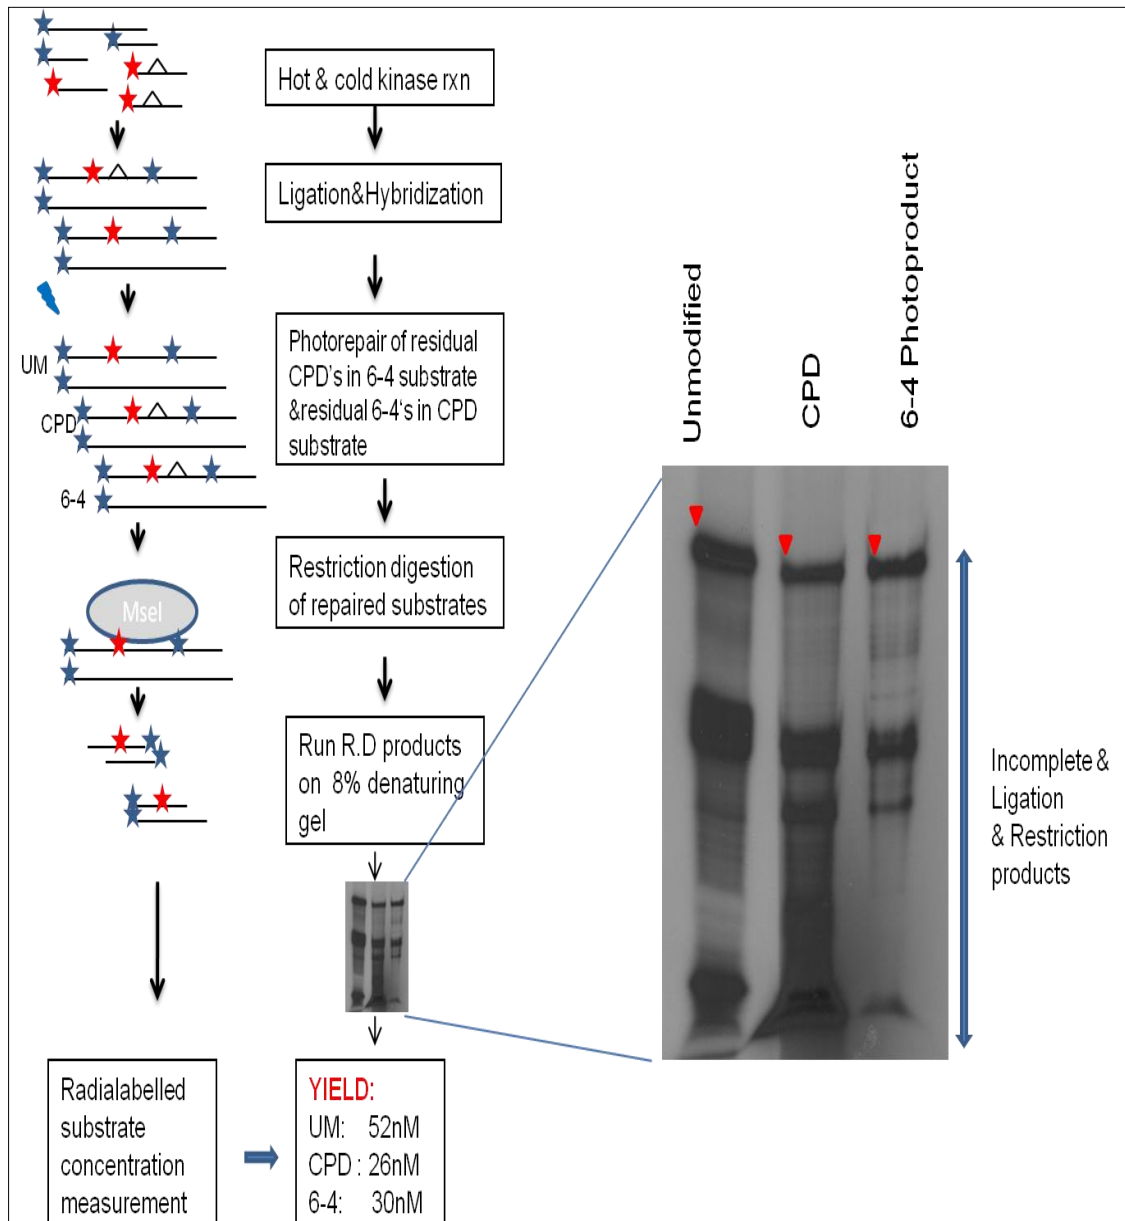 Hot & cold kinase rxn
Ligation&Hybridization
Photorepair of residual
CPD's in 6-4 substrate
&residual 6-4's in CPD
substrate
Restriction digestion
of repaired substrates
Run R.D products
on 8% denaturing
gel
UM
CPD
6-4
MseI
Radialabelled
substrate
concentration
measurement
YIELD:
UM: 52nM
CPD : 26nM
6-4: 30nM
Unmodified
CPD
6-4 Photoproduct
Incomplete &
Ligation
& Restriction
products